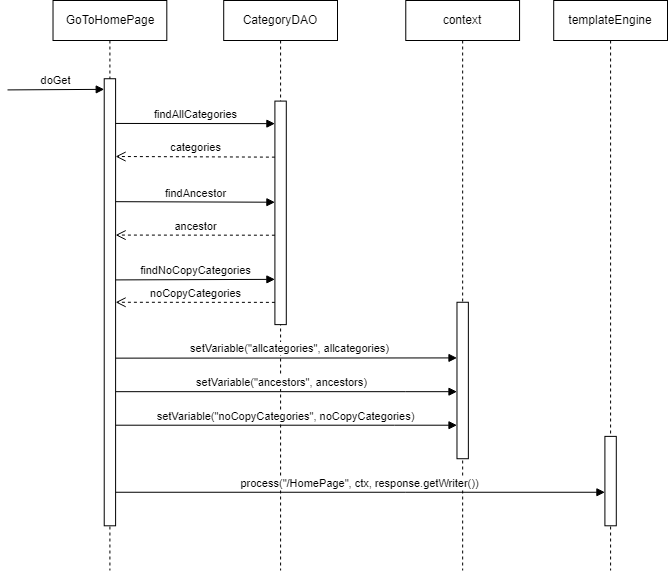 GoToHomePage
CategoryDAO
context
templateEngine
doGet
findAllCategories
categories
findAncestor
ancestor
findNoCopyCategories
noCopyCategories
setVariable("allcategories", allcategories)
setVariable("ancestors", ancestors)
setVariable("noCopyCategories", noCopyCategories)
process("/HomePage", ctx, response.getWriter())